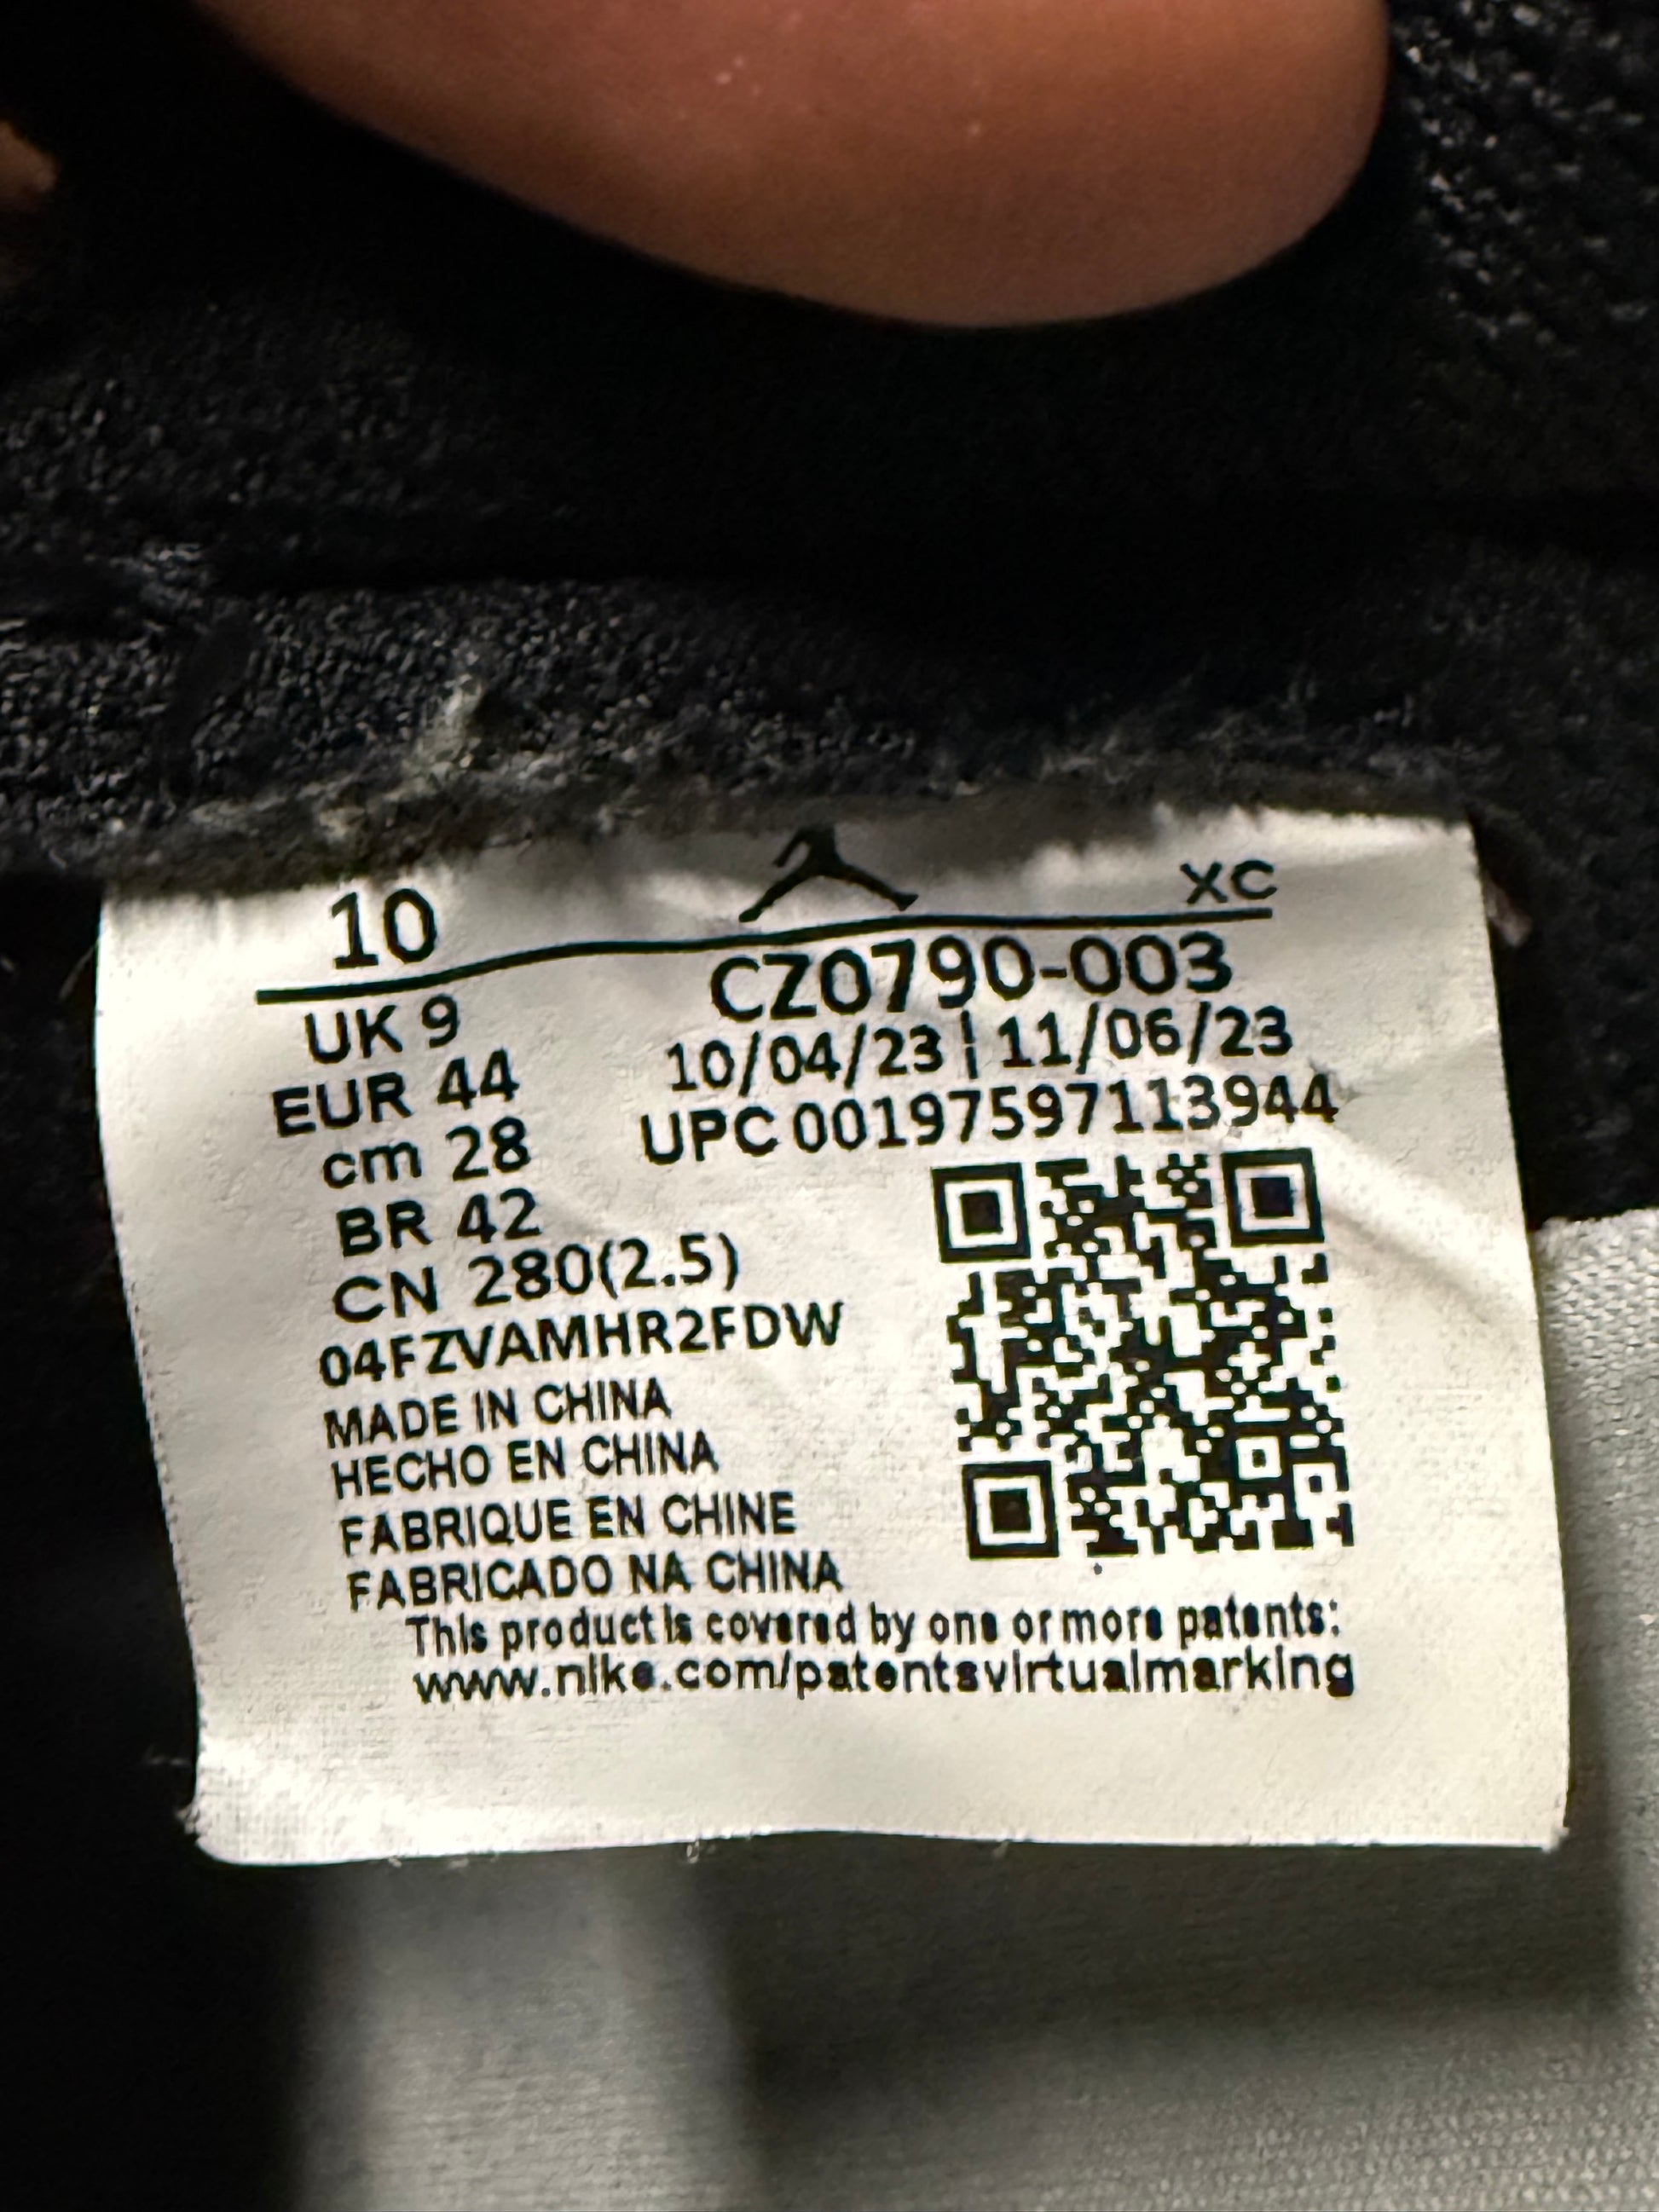 10 XC
UK 9 CZ0790-003
EUR 44 10/04/23 | 11/06/23
cm 28 UPC 00197597113944
BR 42
CN 280(2.5)
04FZVAMHR2FDW
MADE IN CHINA
HECHO EN CHINA
FABRIQUE EN CHINE
FABRICADO NA CHINA
This product is covered by one or more patents:
www.nike.com/patentsvirtualmarking